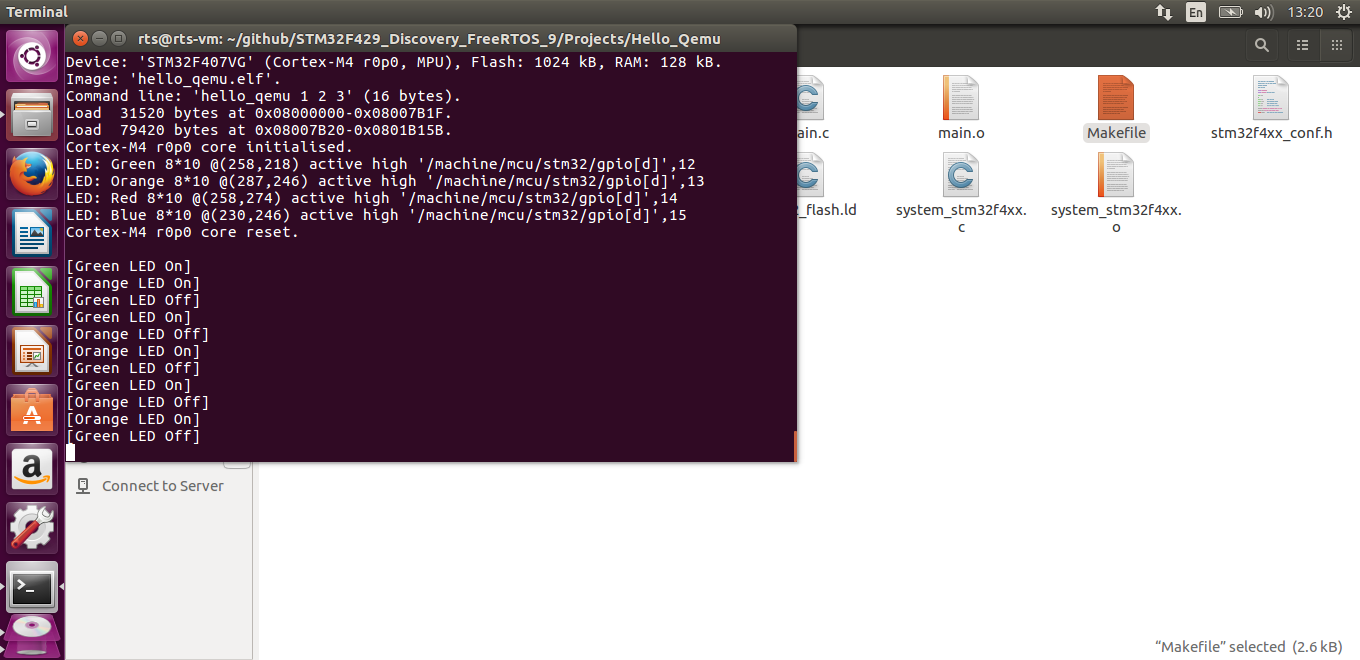 Terminal
En
13:20
rts@rts-vm: ~/github/STM32F429_Discovery_FreeRTOS_9/Projects/Hello_Qemu
Device: 'STM32F407VG' (Cortex-M4 r0p0, MPU), Flash: 1024 kB, RAM: 128 kB.
Image: 'hello_qemu.elf'.
Command line: 'hello_qemu 1 2 3' (16 bytes).
Load  31520 bytes at 0x08000000-0x08007B1F.
Load  79420 bytes at 0x08007B20-0x0801B15B.
Cortex-M4 r0p0 core initialised.
LED: Green 8*10 @(258,218) active high '/machine/mcu/stm32/gpio[d]',12
LED: Orange 8*10 @(287,246) active high '/machine/mcu/stm32/gpio[d]',13
LED: Red 8*10 @(258,274) active high '/machine/mcu/stm32/gpio[d]',14
LED: Blue 8*10 @(230,246) active high '/machine/mcu/stm32/gpio[d]',15
Cortex-M4 r0p0 core reset.
[Green LED On]
[Orange LED On]
[Green LED Off]
[Green LED On]
[Orange LED Off]
[Orange LED On]
[Green LED Off]
[Green LED On]
[Orange LED Off]
[Orange LED On]
[Green LED Off]
ain.c
main.o
Makefile
stm32f4xx_conf.h
_flash.ld
system_stm32f4xx.
c
system_stm32f4xx.
o
Connect to Server
“Makefile” selected (2.6 kB)